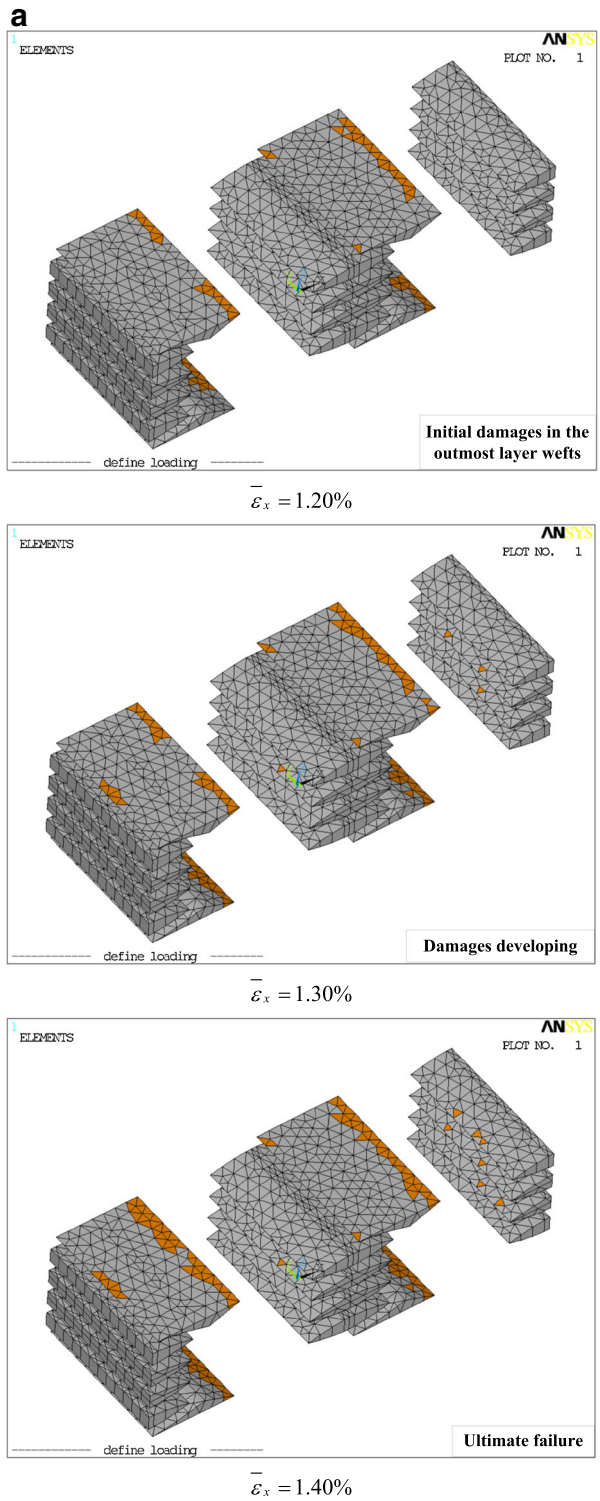 a
1
ELEMENTS
ANSYS
PLOT NO. 1
Initial damages in the
outmost layer wefts
------------ define loading --------
ε̅ₓ = 1.20%
1
ELEMENTS
ANSYS
PLOT NO. 1
Damages developing
------------ define loading --------
ε̅ₓ = 1.30%
1
ELEMENTS
ANSYS
PLOT NO. 1
Ultimate failure
------------ define loading --------
ε̅ₓ = 1.40%